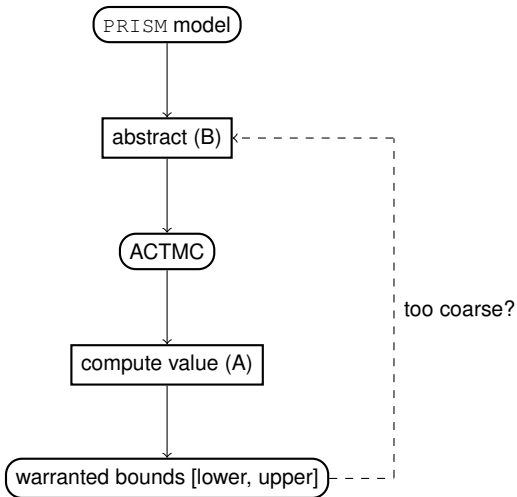 PRISM model
abstract (B)
ACTMC
too coarse?
compute value (A)
warranted bounds [lower, upper]